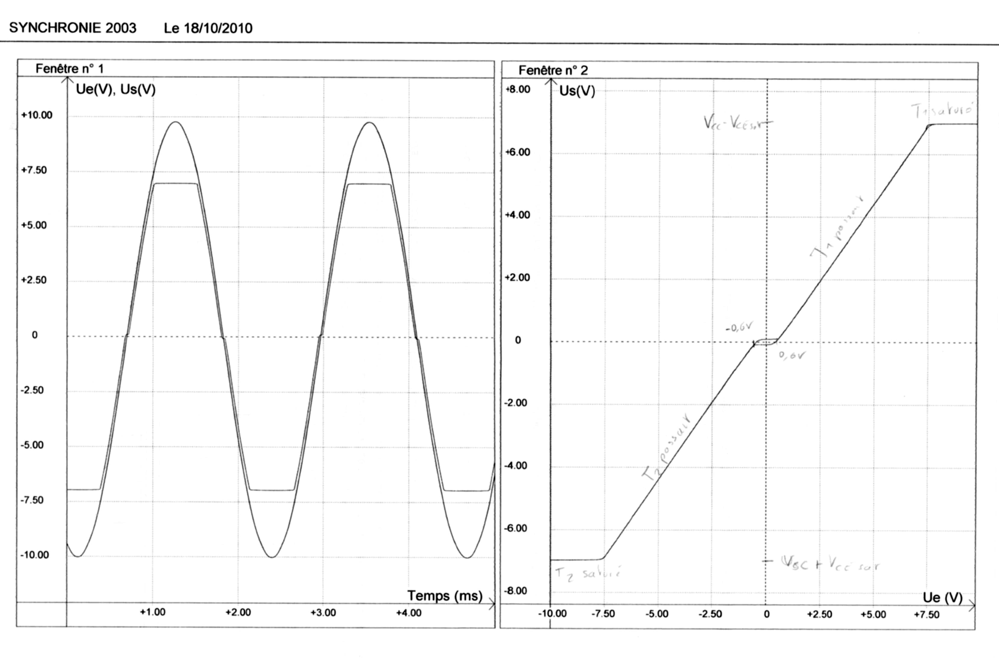 SYNCHRONIE 2003 Le 18/10/2010
Fenêtre n° 1
Ue(V), Us(V)
+10.00
+7.50
+5.00
+2.50
0
-2.50
-5.00
-7.50
-10.00
Temps (ms)
+1.00 +2.00 +3.00 +4.00
Fenêtre n° 2
+8.00 Us(V)
T1 saturé
Vcc-VCEsat
+6.00
+4.00
T1 passant
+2.00
-0,6V
0
0,6V
-2.00
T2 passant
-4.00
-6.00
T2 saturé
+ VCE sat
-8.00
Ue (V)
-10.00 -7.50 -5.00 -2.50 0 +2.50 +5.00 +7.50